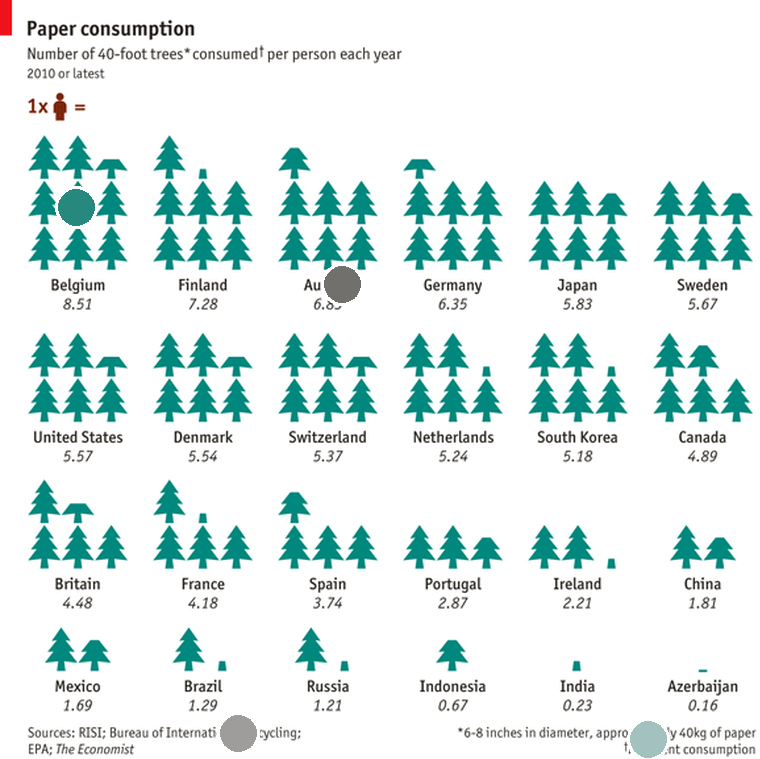 Paper consumption
Number of 40-foot trees* consumed† per person each year
2010 or latest
1x =
Belgium Finland Germany Japan Sweden
8.51 7.28 6.35 5.83 5.67
United States Denmark Switzerland Netherlands South Korea Canada
5.57 5.54 5.37 5.24 5.18 4.89
Britain France Spain Portugal Ireland China
4.48 4.18 3.74 2.87 2.21 1.81
Mexico Brazil Russia Indonesia India Azerbaijan
1.69 1.29 1.21 0.67 0.23 0.16
Sources: RISI; Bureau of
EPA; The Economist
*6-8 inches in diameter, 40kg of paper
consumption